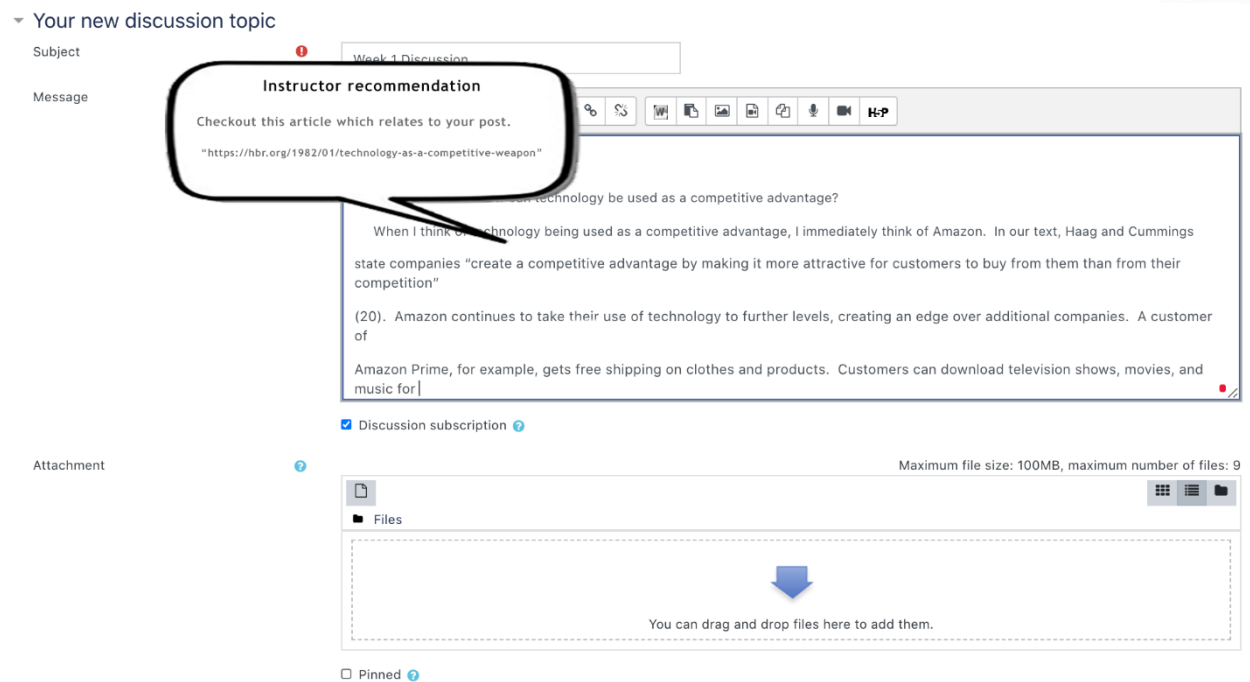 Your new discussion topic
Subject
Week 1 Discussion
Instructor recommendation
Message
Checkout this article which relates to your post.
"https://hbr.org/1982/01/technology-as-a-competitive-weapon"
H-P
can technology be used as a competitive advantage?
When I think of technology being used as a competitive advantage, I immediately think of Amazon. In our text, Haag and Cummings
state companies “create a competitive advantage by making it more attractive for customers to buy from them than from their
competition”
(20). Amazon continues to take their use of technology to further levels, creating an edge over additional companies. A customer
of
Amazon Prime, for example, gets free shipping on clothes and products. Customers can download television shows, movies, and
music for
Discussion subscription
Attachment
Maximum file size: 100MB, maximum number of files: 9
Files
You can drag and drop files here to add them.
Pinned